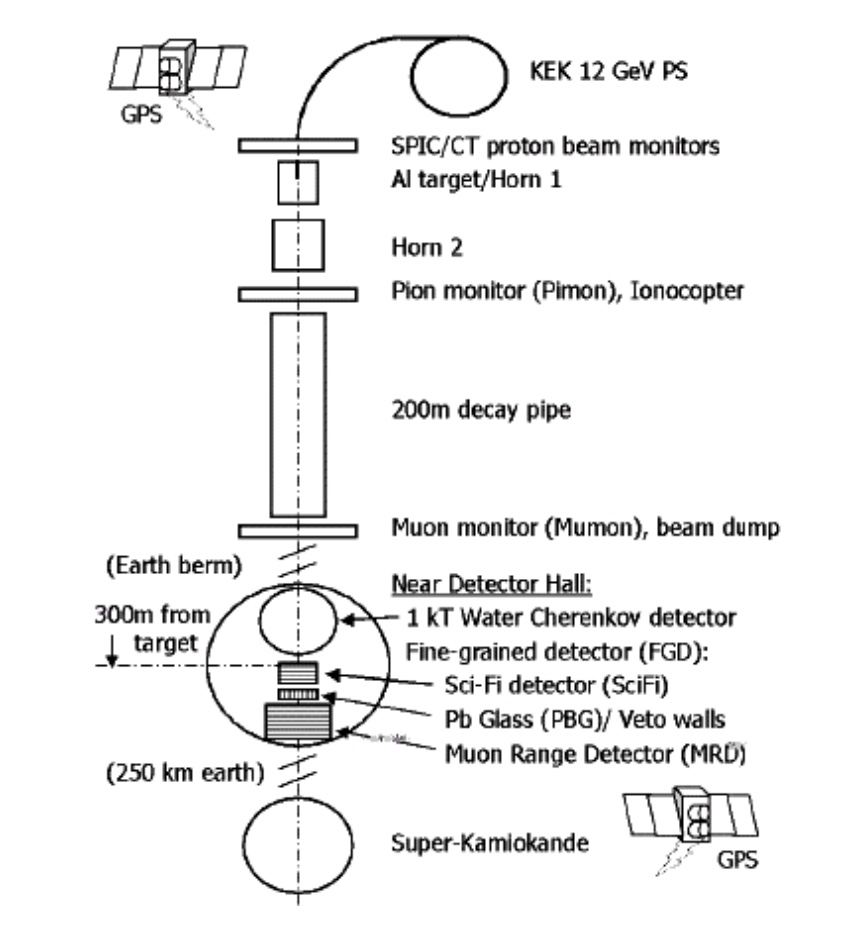 KEK 12 GeV PS
GPS
SPIC/CT proton beam monitors
Al target/Horn 1
Horn 2
Pion monitor (Pimon), Ionocopter
200m decay pipe
Muon monitor (Mumon), beam dump
(Earth berm)
Near Detector Hall:
300m from
target
1 kT Water Cherenkov detector
Fine-grained detector (FGD):
Sci-Fi detector (SciFi)
Pb Glass (PBG)/ Veto walls
Muon Range Detector (MRD)
(250 km earth)
Super-Kamiokande
GPS